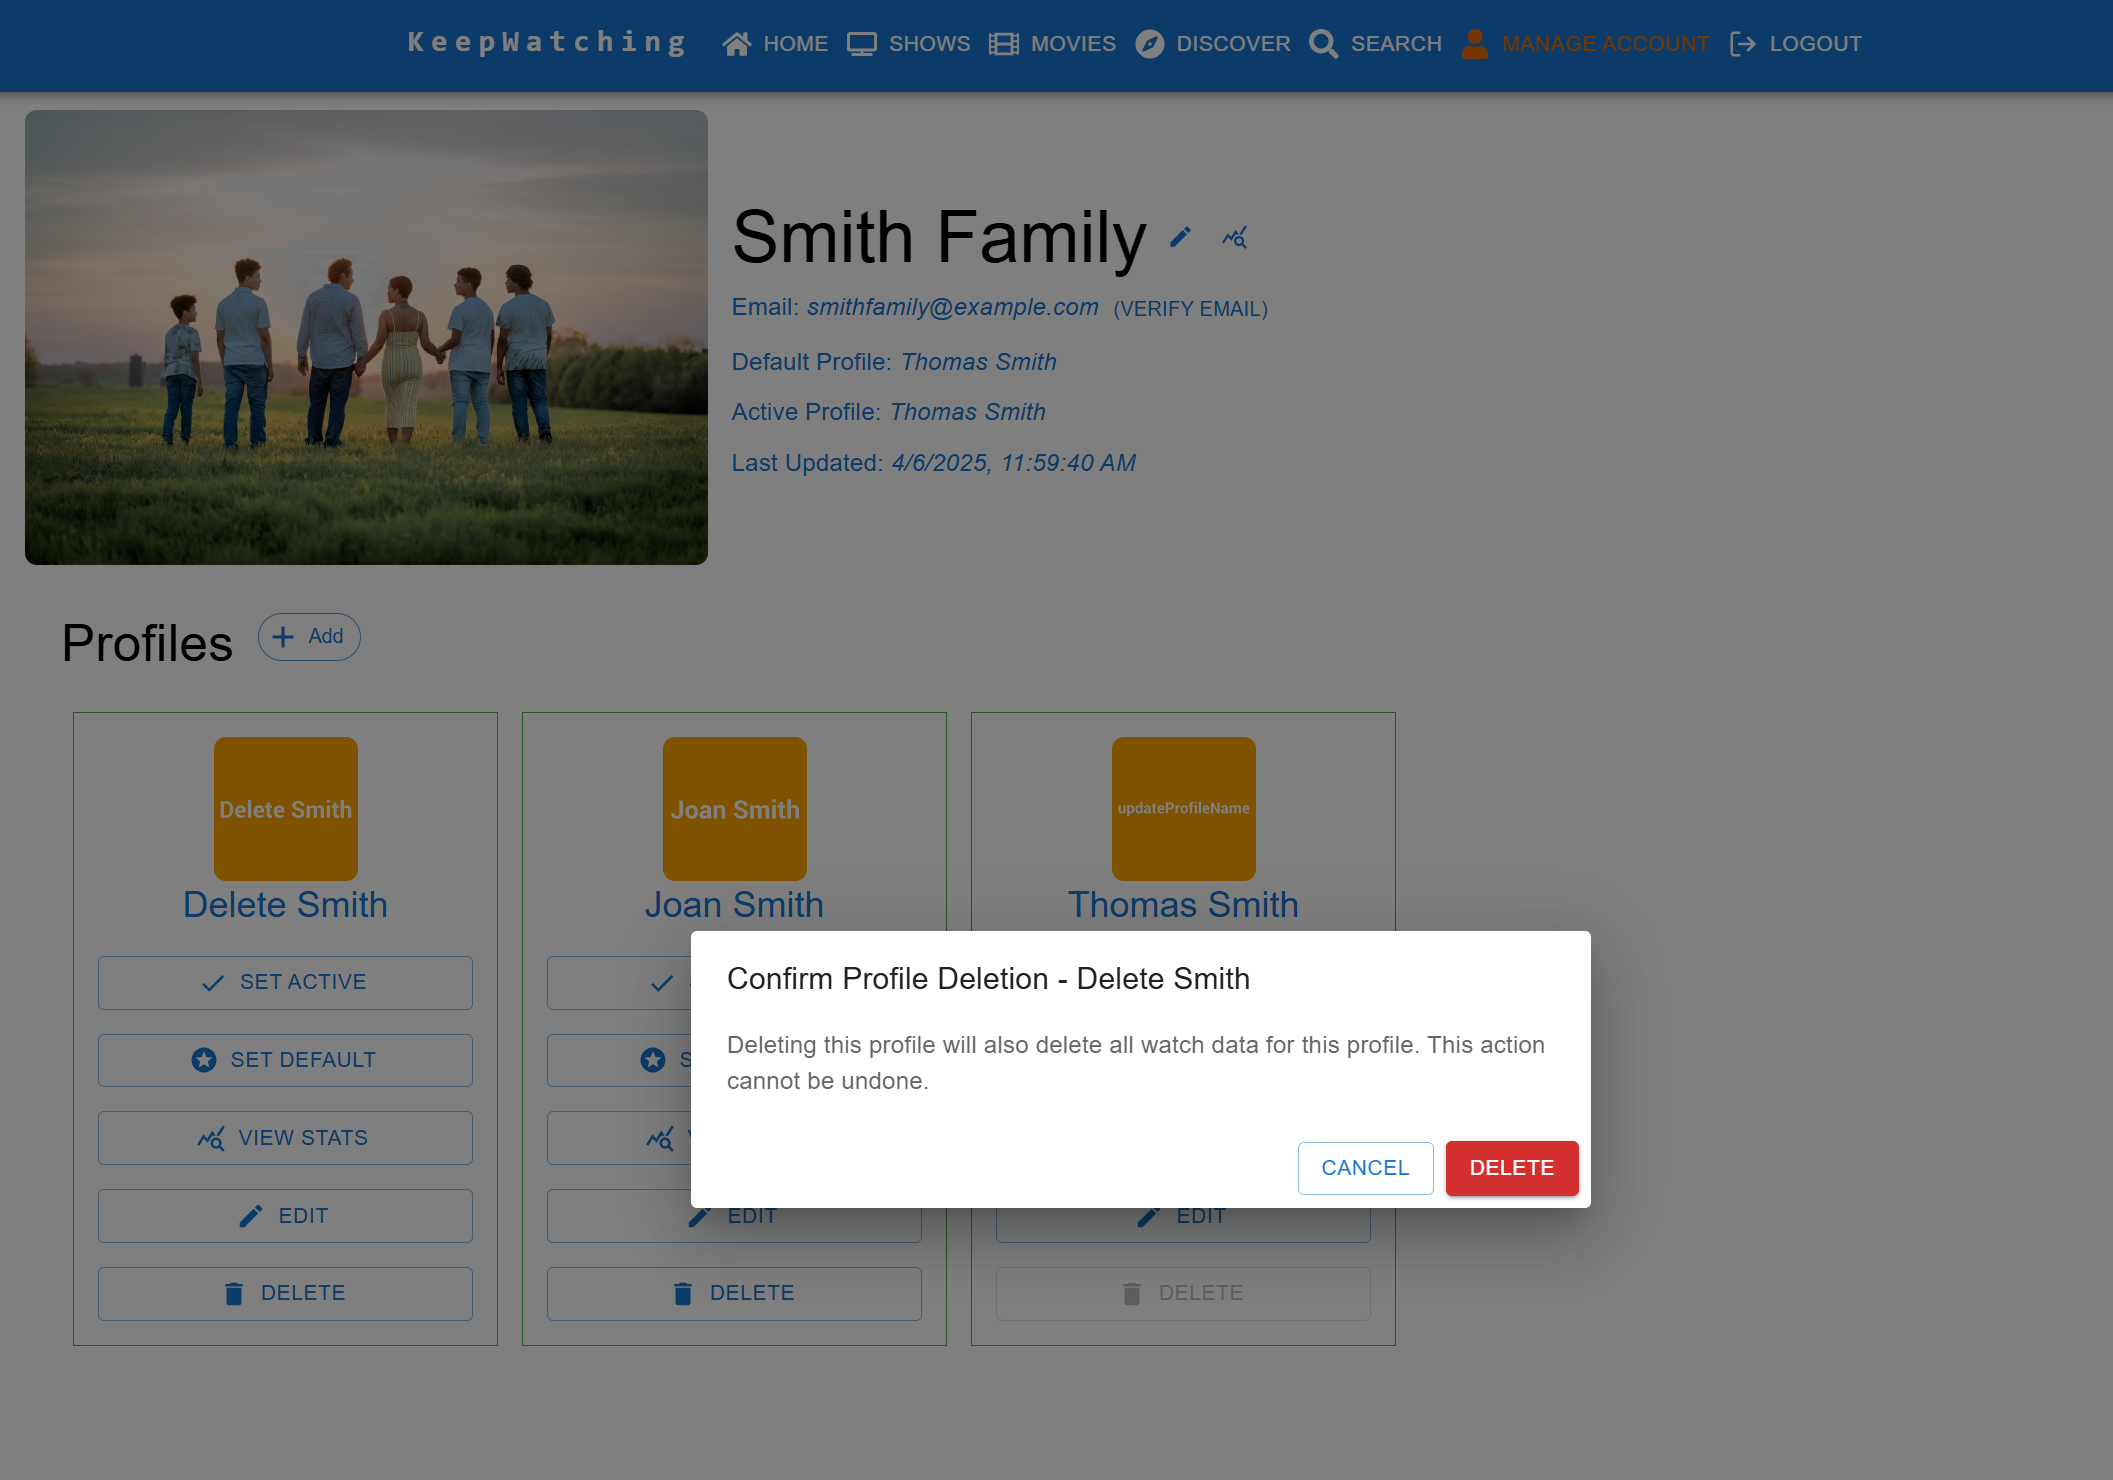 KeepWatching HOME SHOWS MOVIES DISCOVER SEARCH MANAGE ACCOUNT LOGOUT
Smith Family
Email: smithfamily@example.com (VERIFY EMAIL)
Default Profile: Thomas Smith
Active Profile: Thomas Smith
Last Updated: 4/6/2025, 11:59:40 AM
Profiles Add
Delete Smith
Delete Smith
SET ACTIVE
SET DEFAULT
VIEW STATS
EDIT
DELETE
Joan Smith
Joan Smith
EDIT
DELETE
updateProfileName
Thomas Smith
EDIT
DELETE
Confirm Profile Deletion - Delete Smith
Deleting this profile will also delete all watch data for this profile. This action
cannot be undone.
CANCEL DELETE